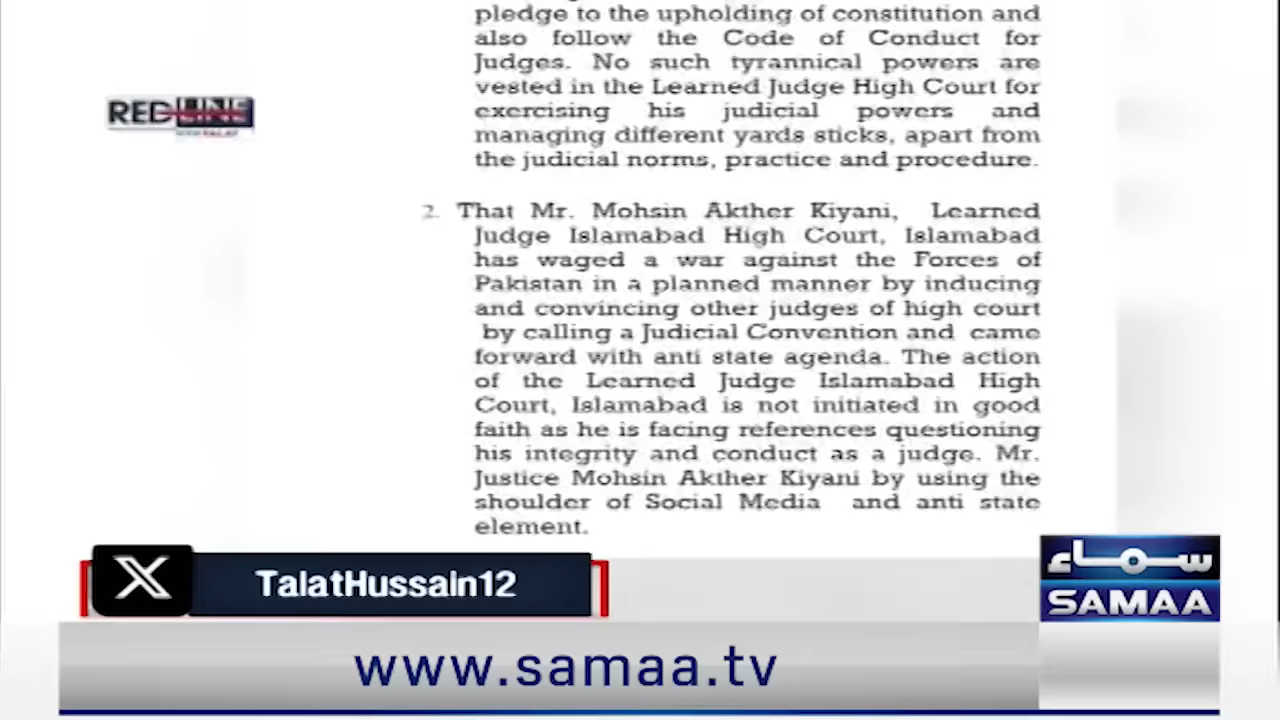 pledge to the upholding of constitution and
also follow the Code of Conduct for
Judges. No such tyrannical powers are
vested in the Learned Judge High Court for
exercising his judicial powers and
managing different yards sticks, apart from
the judicial norms, practice and procedure.
RED LINE
2. That Mr. Mohsin Akther Kiyani, Learned
Judge Islamabad High Court, Islamabad
has waged a war against the Forces of
Pakistan in a planned manner by inducing
and convincing other judges of high court
by calling a Judicial Convention and came
forward with anti state agenda. The action
of the Learned Judge Islamabad High
Court, Islamabad is not initiated in good
faith as he is facing references questioning
his integrity and conduct as a judge. Mr.
Justice Mohsin Akther Kiyani by using the
shoulder of Social Media and anti state
element.
X TalatHussain12
سماء
SAMAA
www.samaa.tv